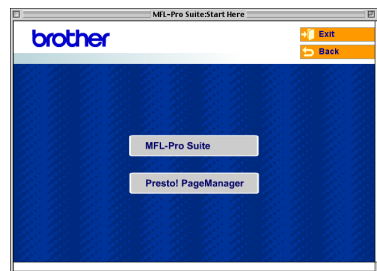 MFL-Pro Suite:Start Here
brother
Exit
Back
MFL-Pro Suite
Presto! PageManager